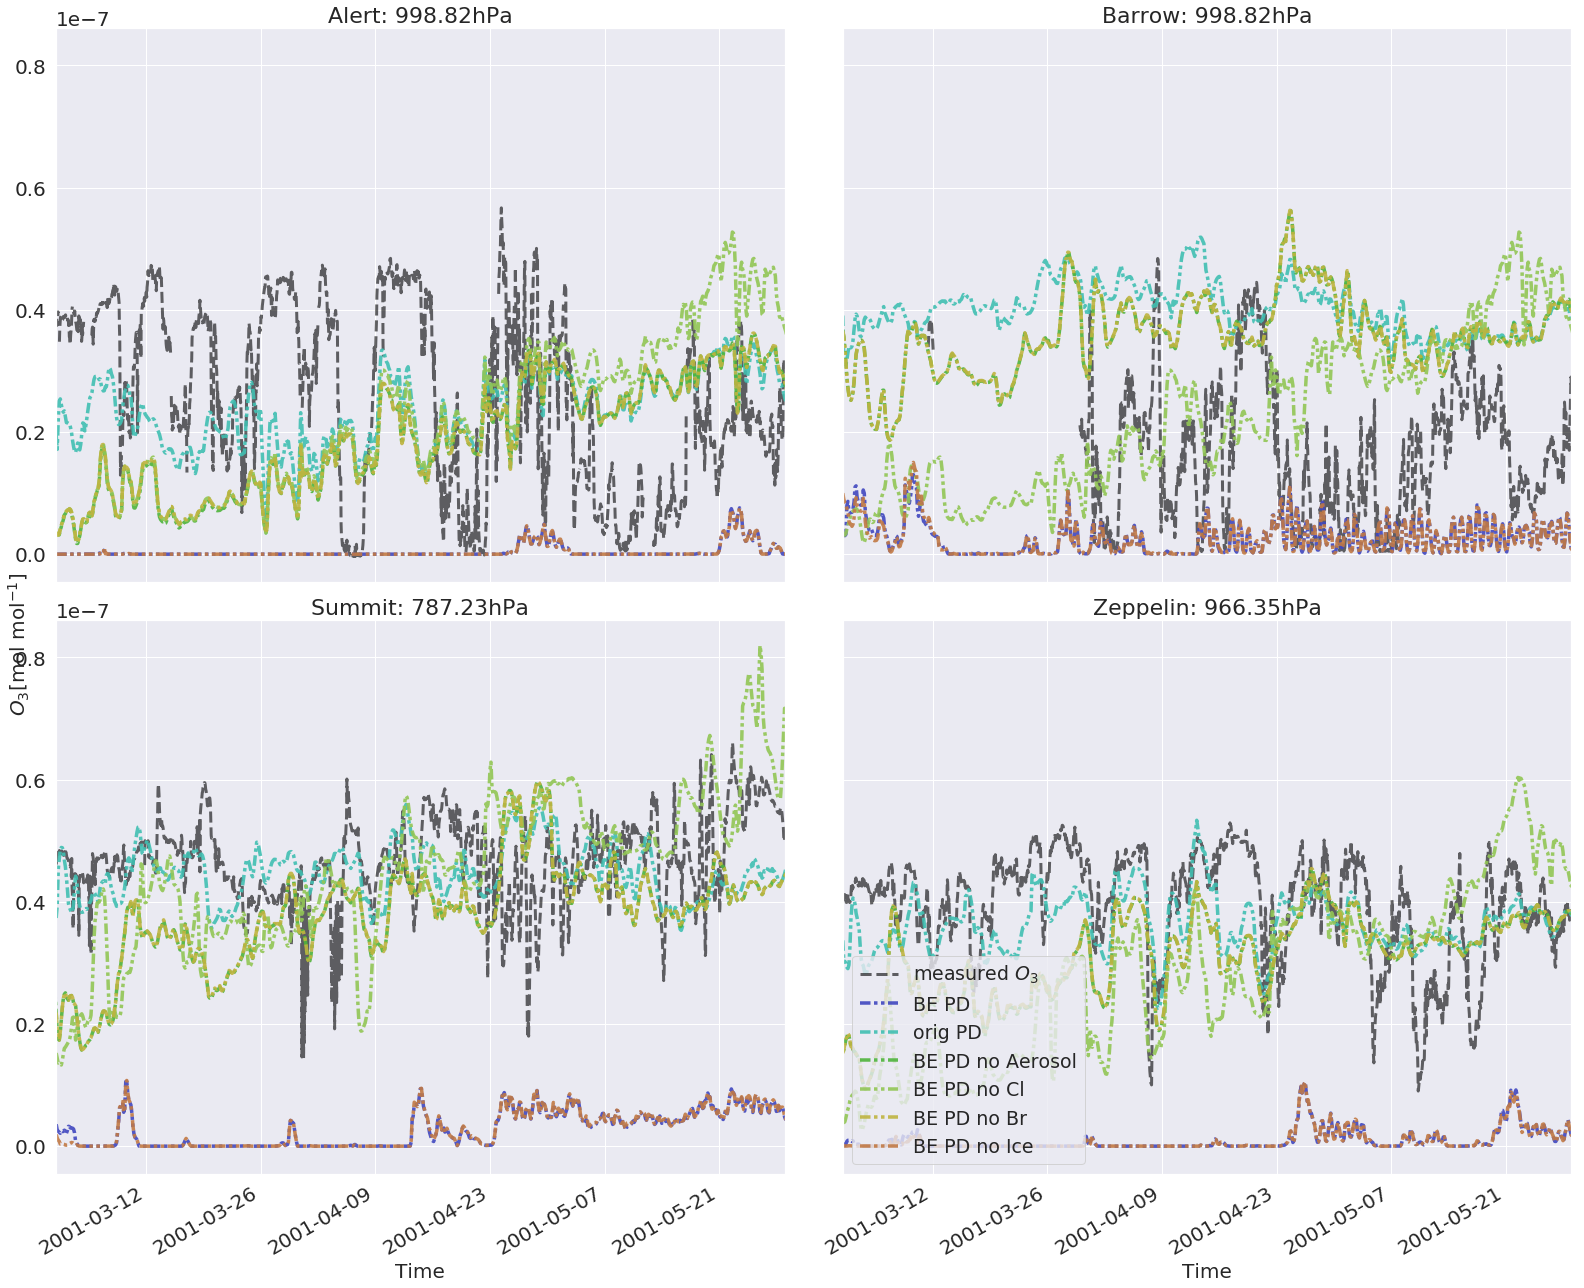 Alert: 998.82hPa
Barrow: 998.82hPa
1e−7
0.8
0.6
0.4
0.2
0.0
Summit: 787.23hPa
Zeppelin: 966.35hPa
1e−7
O₃[mol mol⁻¹]
0.8
0.6
0.4
0.2
0.0
measured O₃
BE PD
orig PD
BE PD no Aerosol
BE PD no Cl
BE PD no Br
BE PD no Ice
2001-03-12
2001-03-26
2001-04-09
2001-04-23
2001-05-07
2001-05-21
2001-03-12
2001-03-26
2001-04-09
2001-04-23
2001-05-07
2001-05-21
Time
Time